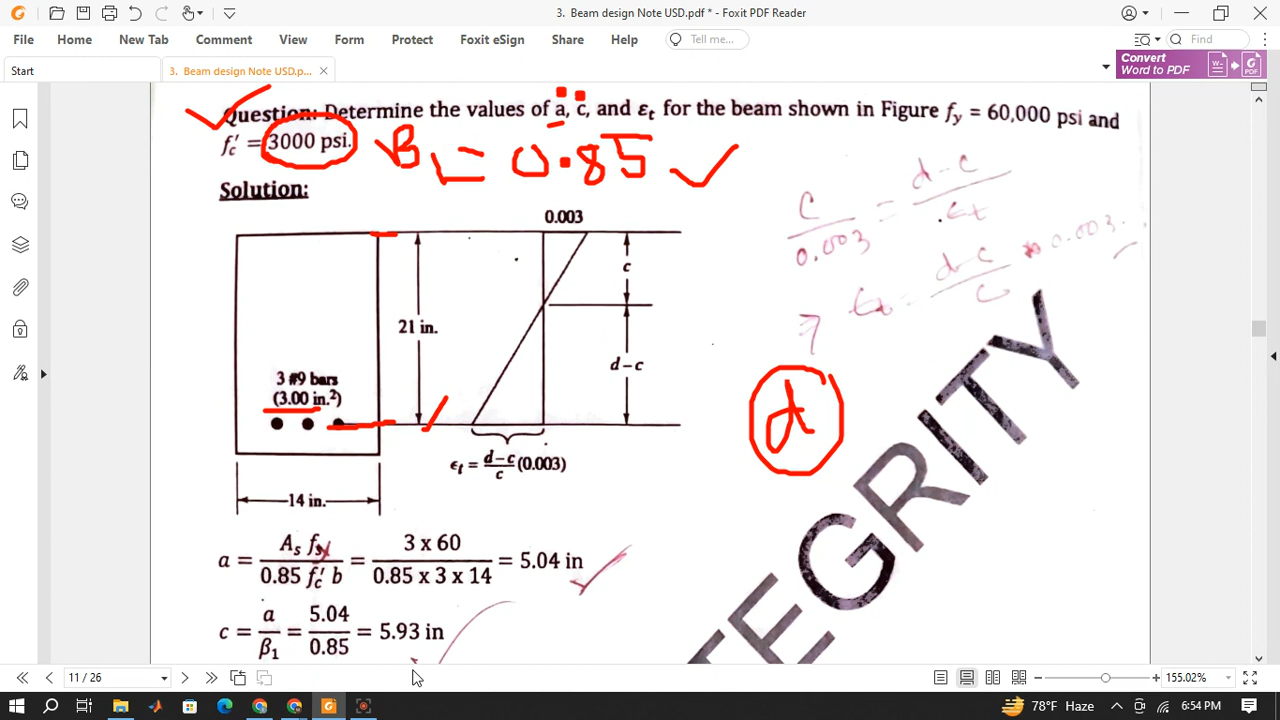 3. Beam design Note USD.pdf * - Foxit PDF Reader
File Home New Tab Comment View Form Protect Foxit eSign Share Help Tell me... Find
Start 3. Beam design Note USD.p... Convert Word to PDF
Question: Determine the values of a, c, and εt for the beam shown in Figure fy = 60,000 psi and
f'c = 3000 psi. B1 = 0.85
Solution:
c/0.003 = d-c/εt
εt = d-c/c × 0.003
0.003
c
21 in.
d-c
3 #9 bars
(3.00 in.²)
d
εt = d-c/c (0.003)
14 in.
a = As fy / 0.85 f'c b = 3 x 60 / 0.85 x 3 x 14 = 5.04 in
c = a/β1 = 5.04/0.85 = 5.93 in
INTEGRITY
11 / 26 155.02%
78°F Haze 6:54 PM